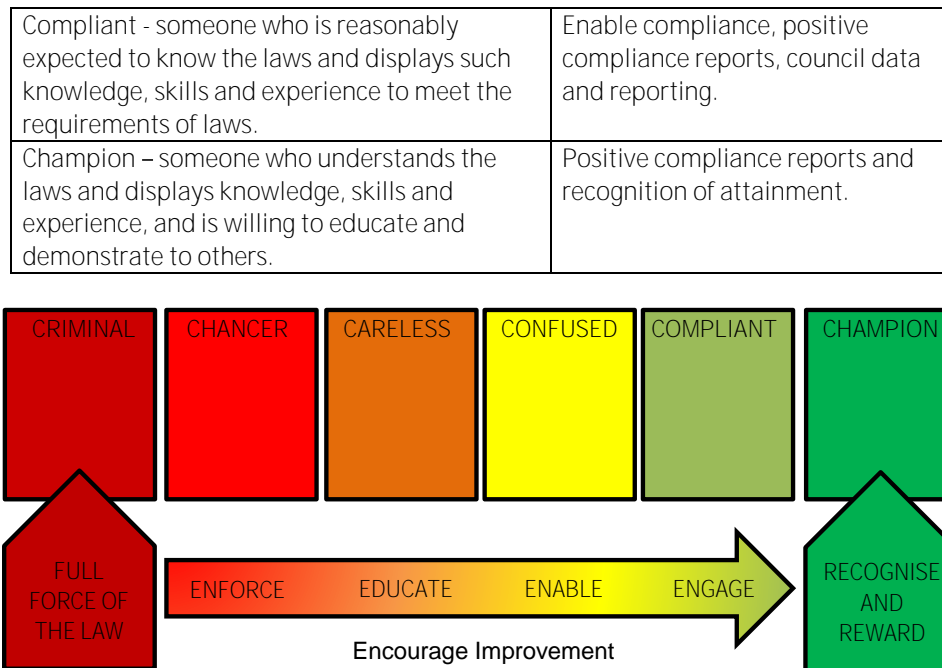 Compliant - someone who is reasonably
expected to know the laws and displays such
knowledge, skills and experience to meet the
requirements of laws.
Enable compliance, positive
compliance reports, council data
and reporting.
Champion – someone who understands the
laws and displays knowledge, skills and
experience, and is willing to educate and
demonstrate to others.
Positive compliance reports and
recognition of attainment.
CRIMINAL
CHANCER
CARELESS
CONFUSED
COMPLIANT
CHAMPION
FULL
FORCE OF
THE LAW
ENFORCE
EDUCATE
ENABLE
ENGAGE
RECOGNISE
AND
REWARD
Encourage Improvement